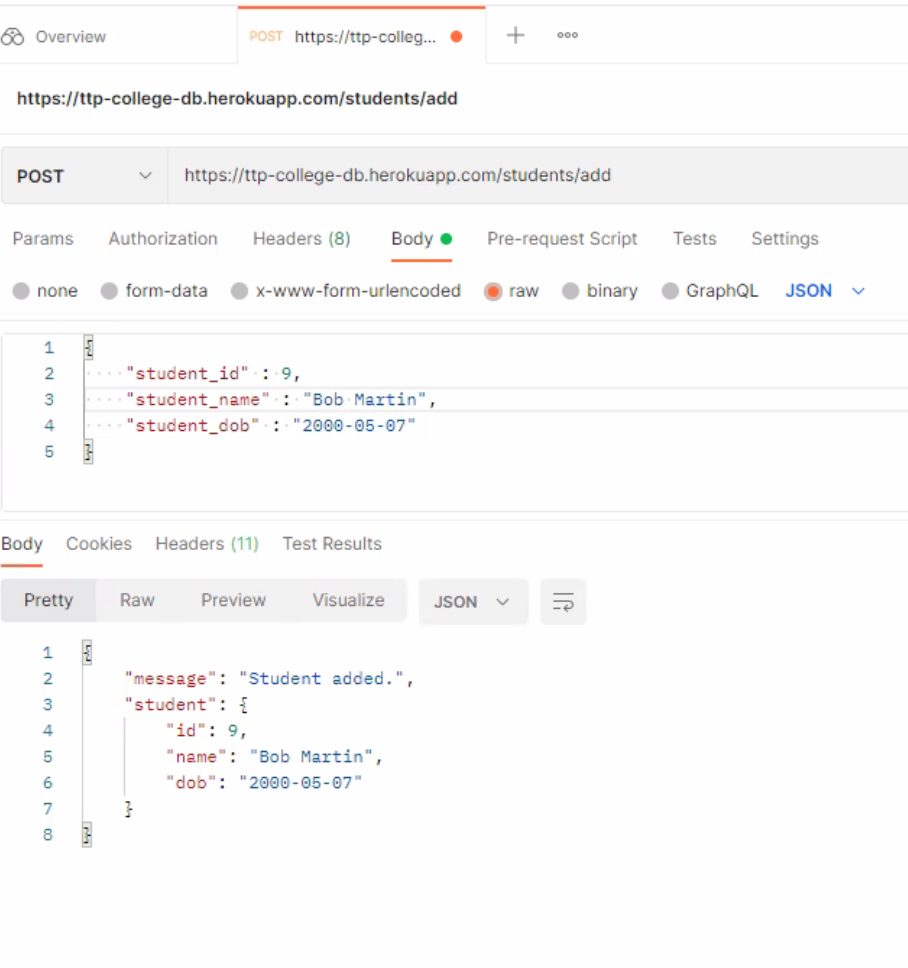 Overview POST https://ttp-colleg... + ooo
https://ttp-college-db.herokuapp.com/students/add
POST https://ttp-college-db.herokuapp.com/students/add
Params Authorization Headers (8) Body Pre-request Script Tests Settings
none form-data x-www-form-urlencoded raw binary GraphQL JSON
1 {
2 "student_id" : 9,
3 "student_name" : "Bob Martin",
4 "student_dob" : "2000-05-07"
5 }
Body Cookies Headers (11) Test Results
Pretty Raw Preview Visualize JSON
1 {
2 "message": "Student added.",
3 "student": {
4 "id": 9,
5 "name": "Bob Martin",
6 "dob": "2000-05-07"
7 }
8 }